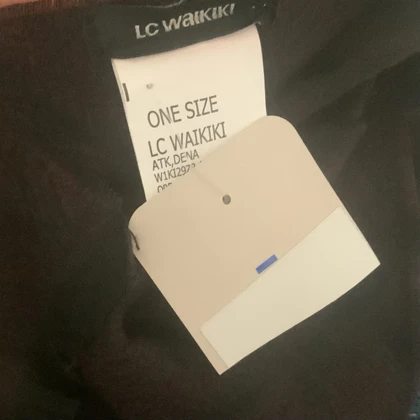 LC WAIKIKI
ONE SIZE
LC WAIKIKI
ATK,DENA